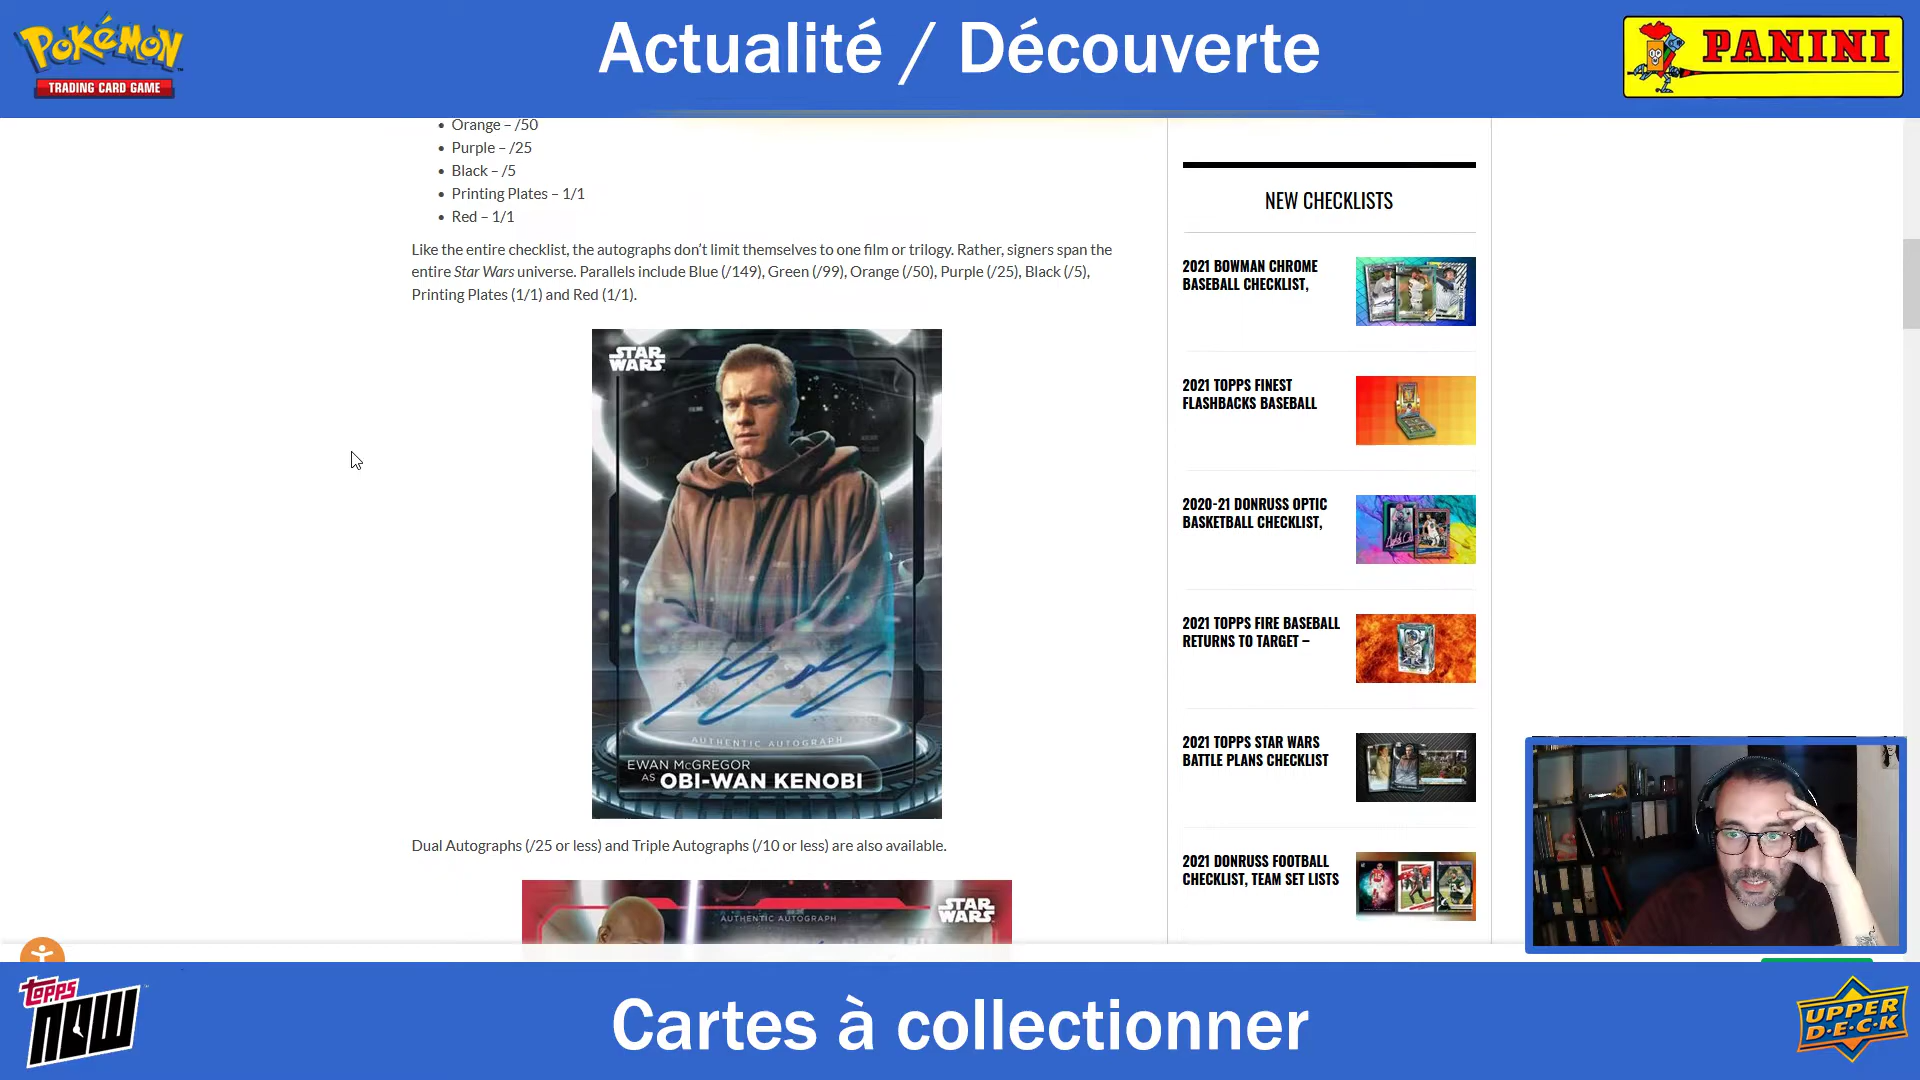 POKéMON
TRADING CARD GAME
Actualité / Découverte
PANINI
• Orange – /50
• Purple – /25
• Black – /5
• Printing Plates – 1/1
• Red – 1/1
Like the entire checklist, the autographs don't limit themselves to one film or trilogy. Rather, signers span the
entire Star Wars universe. Parallels include Blue (/149), Green (/99), Orange (/50), Purple (/25), Black (/5),
Printing Plates (1/1) and Red (1/1).
STAR
WARS
AUTHENTIC AUTOGRAPH
EWAN McGREGOR
AS OBI-WAN KENOBI
Dual Autographs (/25 or less) and Triple Autographs (/10 or less) are also available.
AUTHENTIC AUTOGRAPH
STAR
WARS
NEW CHECKLISTS
2021 BOWMAN CHROME
BASEBALL CHECKLIST,
2021 TOPPS FINEST
FLASHBACKS BASEBALL
2020-21 DONRUSS OPTIC
BASKETBALL CHECKLIST,
2021 TOPPS FIRE BASEBALL
RETURNS TO TARGET –
2021 TOPPS STAR WARS
BATTLE PLANS CHECKLIST
2021 DONRUSS FOOTBALL
CHECKLIST, TEAM SET LISTS
topps
NOW
Cartes à collectionner
UPPER
D•E•C•K